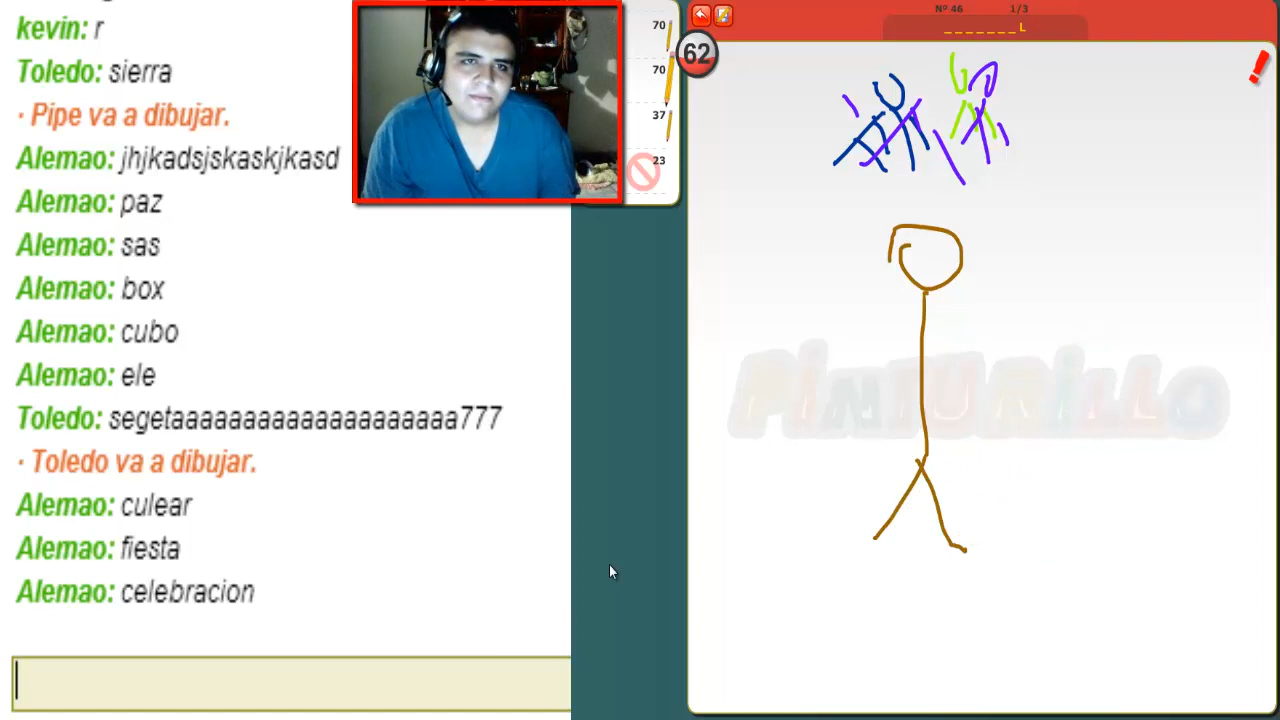 kevin: r
Toledo: sierra
· Pipe va a dibujar.
Alemao: jhjkadsjskaskjkasd
Alemao: paz
Alemao: sas
Alemao: box
Alemao: cubo
Alemao: ele
Toledo: segetaaaaaaaaaaaaaaaaaaa777
· Toledo va a dibujar.
Alemao: culear
Alemao: fiesta
Alemao: celebracion
70
70
37
23
62
Nº 46 1/3
_ _ _ _ _ _ _ L
PINTURILLO